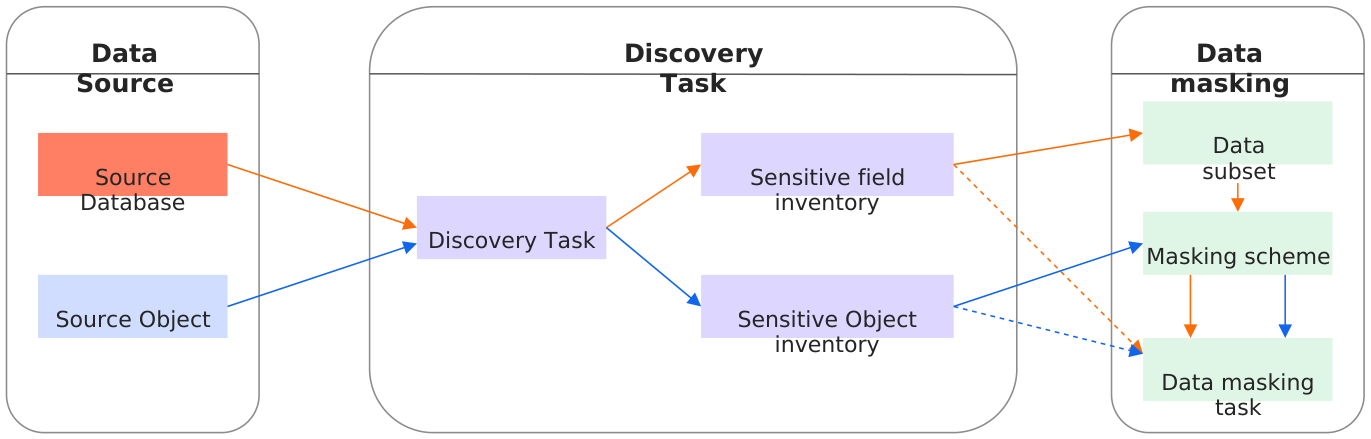 Data
Source
Discovery
Task
Data
masking
Source
Database
Source Object
Discovery Task
Sensitive field
inventory
Sensitive Object
inventory
Data
subset
Masking scheme
Data masking
task